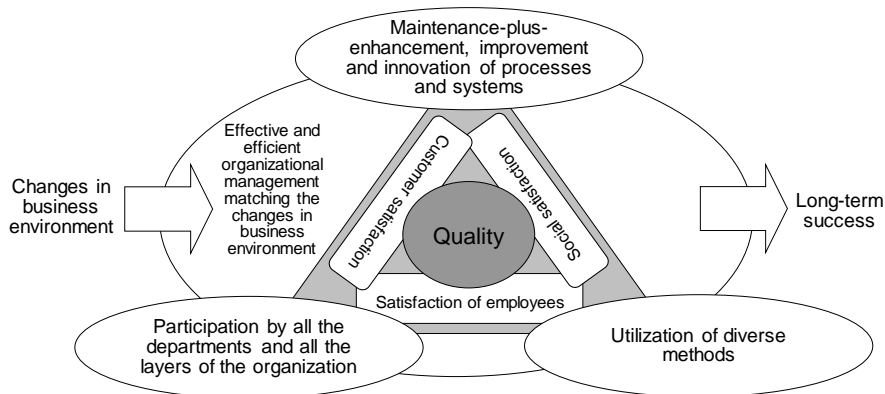 Maintenance-plus-
enhancement, improvement
and innovation of processes
and systems
Effective and
efficient
organizational
management
matching the
changes in
business
environment
Changes in
business
environment
Customer satisfaction
Social satisfaction
Quality
Long-term
success
Satisfaction of employees
Participation by all the
departments and all the
layers of the organization
Utilization of diverse
methods